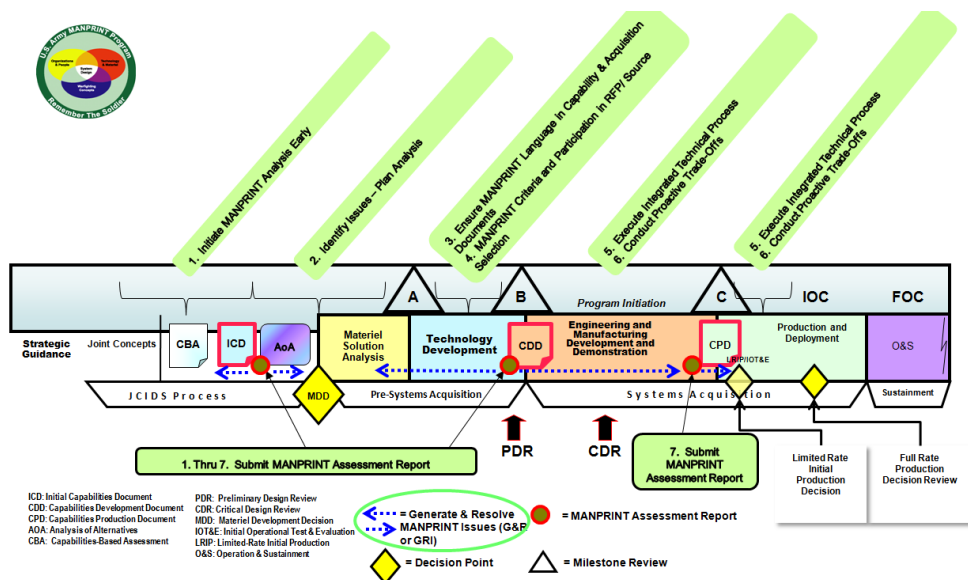 U.S. Army MANPRINT Program
Organizations
& People
Technology
& Materiel
System
Design
Warfighting
Concepts
Remember The Soldier
1. Initiate MANPRINT Analysis Early
2. Identify Issues – Plan Analysis
3. Ensure MANPRINT Language in Capability & Acquisition
Documents
4. MANPRINT Criteria and Participation in RFP/ Source
Selection
5. Execute Integrated Technical Process
6. Conduct Proactive Trade-Offs
5. Execute Integrated Technical Process
6. Conduct Proactive Trade-Offs
A
B
Program Initiation
C
IOC
FOC
Strategic
Guidance
Joint Concepts
CBA
ICD
AoA
Materiel
Solution
Analysis
Technology
Development
CDD
Engineering and
Manufacturing
Development and
Demonstration
CPD
Production and
Deployment
LRIP/IOT&E
O&S
JCIDS Process
MDD
Pre-Systems Acquisition
Systems Acquisition
Sustainment
PDR
CDR
1. Thru 7. Submit MANPRINT Assessment Report
7. Submit
MANPRINT
Assessment Report
Limited Rate
Initial
Production
Decision
Full Rate
Production
Decision Review
ICD: Initial Capabilities Document
CDD: Capabilities Development Document
CPD: Capabilities Production Document
AOA: Analysis of Alternatives
CBA: Capabilities-Based Assessment
PDR: Preliminary Design Review
CDR: Critical Design Review
MDD: Materiel Development Decision
IOT&E: Initial Operational Test & Evaluation
LRIP: Limited-Rate Initial Production
O&S: Operation & Sustainment
= Generate & Resolve
MANPRINT Issues (G&R
or GRI)
= MANPRINT Assessment Report
= Decision Point
= Milestone Review